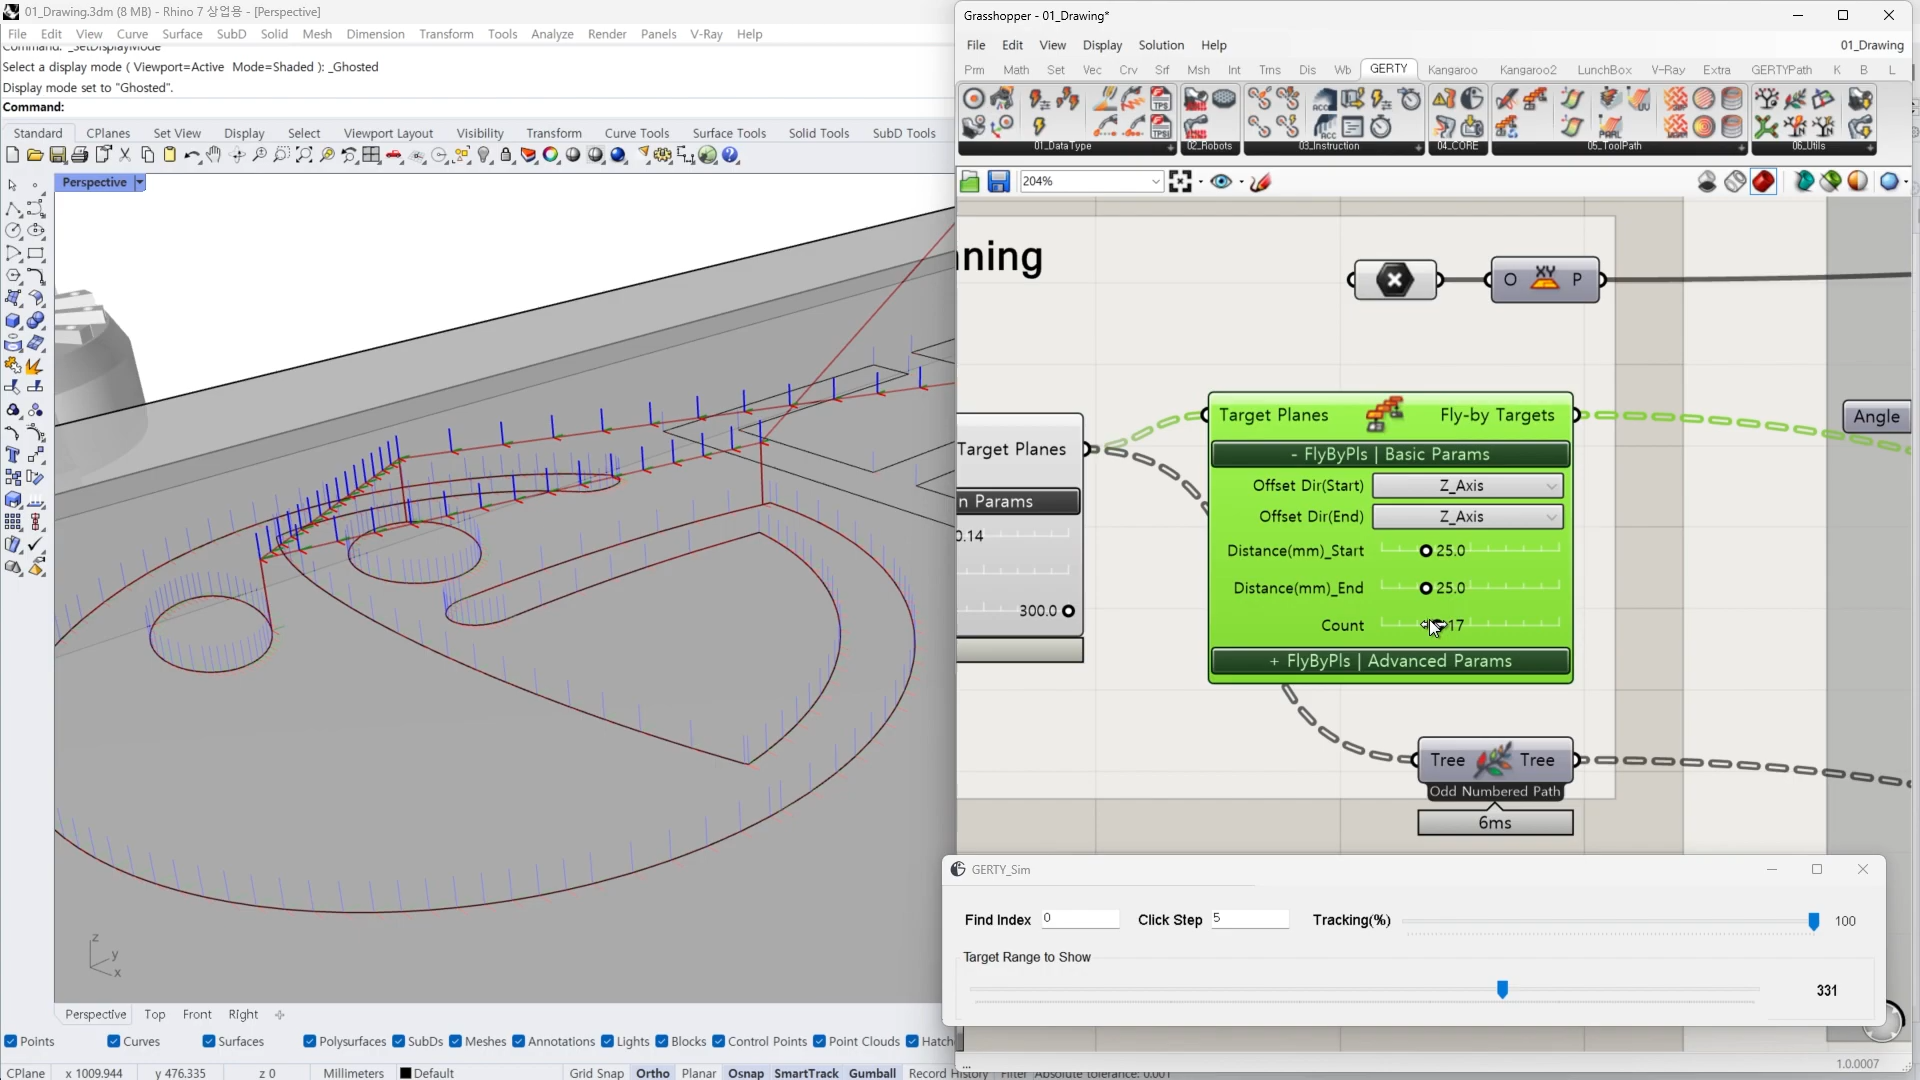 01_Drawing.3dm (8 MB) - Rhino 7 상업용 - [Perspective]
File Edit View Curve Surface SubD Solid Mesh Dimension Transform Tools Analyze Render Panels V-Ray Help
Command: _SetDisplayMode
Select a display mode ( Viewport=Active Mode=Shaded ): _Ghosted
Display mode set to "Ghosted".
Command:
Standard CPlanes Set View Display Select Viewport Layout Visibility Transform Curve Tools Surface Tools Solid Tools SubD Tools
Perspective
z
y
x
Perspective Top Front Right
Points Curves Surfaces Polysurfaces SubDs Meshes Annotations Lights Blocks Control Points Point Clouds Hatch
CPlane x 1009.944 y 476.335 z 0 Millimeters Default Grid Snap Ortho Planar Osnap SmartTrack Gumball Record History Filter Absolute tolerance: 0.001
Grasshopper - 01_Drawing*
File Edit View Display Solution Help 01_Drawing
Prm Math Set Vec Crv Srf Msh Int Trns Dis Wb GERTY Kangaroo Kangaroo2 LunchBox V-Ray Extra GERTYPath K B L
01_DataType 02_Robots 03_Instruction 04_CORE 05_ToolPath 06_Utils
204%
nning
O XY P
Target Planes Fly-by Targets
- FlyByPls | Basic Params
Offset Dir(Start) Z_Axis
Offset Dir(End) Z_Axis
Distance(mm)_Start 25.0
Distance(mm)_End 25.0
Count 17
+ FlyByPls | Advanced Params
Target Planes
n Params
0.14
300.0
Angle
Tree Tree
Odd Numbered Path
6ms
GERTY_Sim
Find Index 0 Click Step 5 Tracking(%) 100
Target Range to Show
331
...
1.0.0007